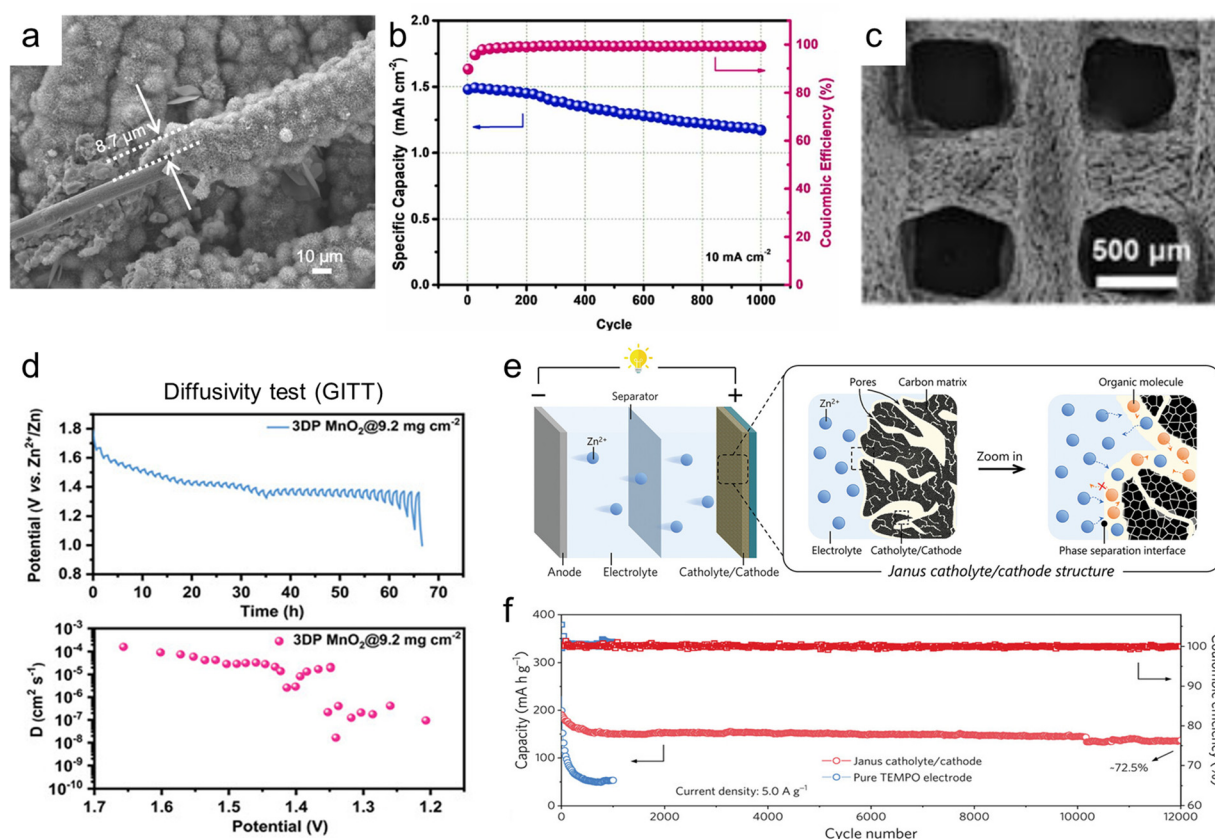 a
8.7 μm
10 μm
b
2.0
1.5
1.0
0.5
0.0
Specific Capacity (mAh cm⁻²)
100
80
60
40
20
0
Coulombic Efficiency (%)
10 mA cm⁻²
0 200 400 600 800 1000
Cycle
c
500 μm
d
Diffusivity test (GITT)
3DP MnO₂@9.2 mg cm⁻²
1.8
1.6
1.4
1.2
1.0
0.8
Potential (V vs. Zn²⁺/Zn)
0 10 20 30 40 50 60 70
Time (h)
3DP MnO₂@9.2 mg cm⁻²
10⁻³
10⁻⁴
10⁻⁵
10⁻⁶
10⁻⁷
10⁻⁸
10⁻⁹
10⁻¹⁰
D (cm² s⁻¹)
1.7 1.6 1.5 1.4 1.3 1.2
Potential (V)
e
Separator
Zn²⁺
Anode
Electrolyte
Catholyte/Cathode
Pores
Carbon matrix
Zn²⁺
Electrolyte
Catholyte/Cathode
Zoom in
Organic molecule
Phase separation interface
Janus catholyte/cathode structure
f
400
350
300
250
200
150
100
50
0
Capacity (mA h g⁻¹)
100
90
80
70
60
~72.5%
Janus catholyte/cathode
Pure TEMPO electrode
Current density: 5.0 A g⁻¹
0 2000 4000 6000 8000 10000 12000
Cycle number